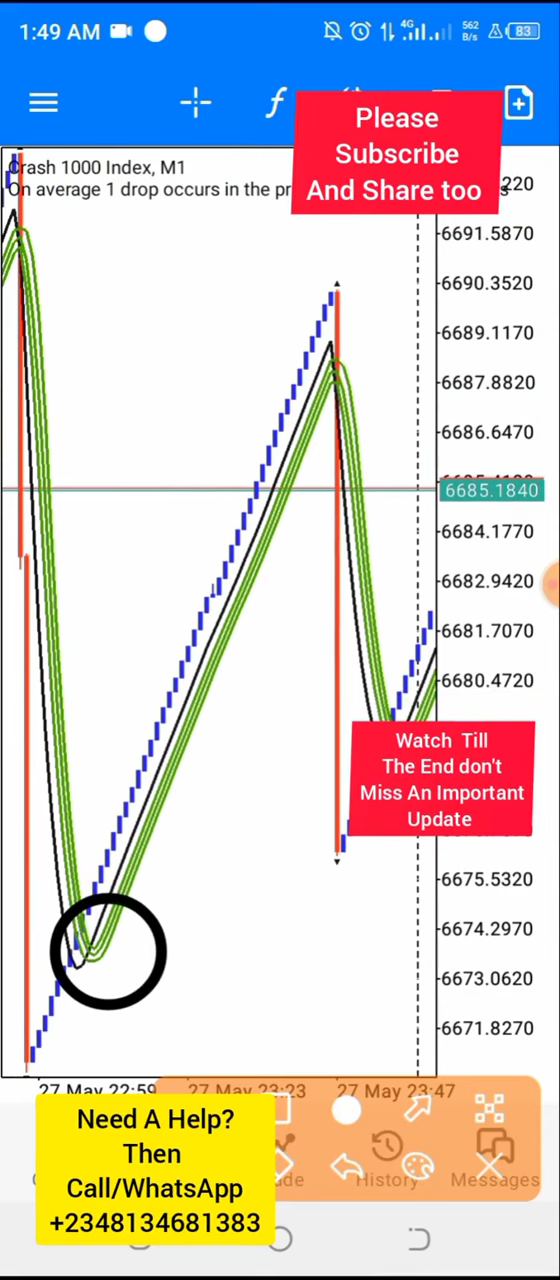 1:49 AM
4G
562
B/s
83
f
Please
Subscribe
And Share too
Crash 1000 Index, M1
On average 1 drop occurs in the pr
220
6691.5870
6690.3520
6689.1170
6687.8820
6686.6470
6685.1840
6684.1770
6682.9420
6681.7070
6680.4720
Watch Till
The End don't
Miss An Important
Update
6675.5320
6674.2970
6673.0620
6671.8270
27 May 22:59
27 May 23:23
27 May 23:47
Need A Help?
Then
Call/WhatsApp
+2348134681383
History
Messages